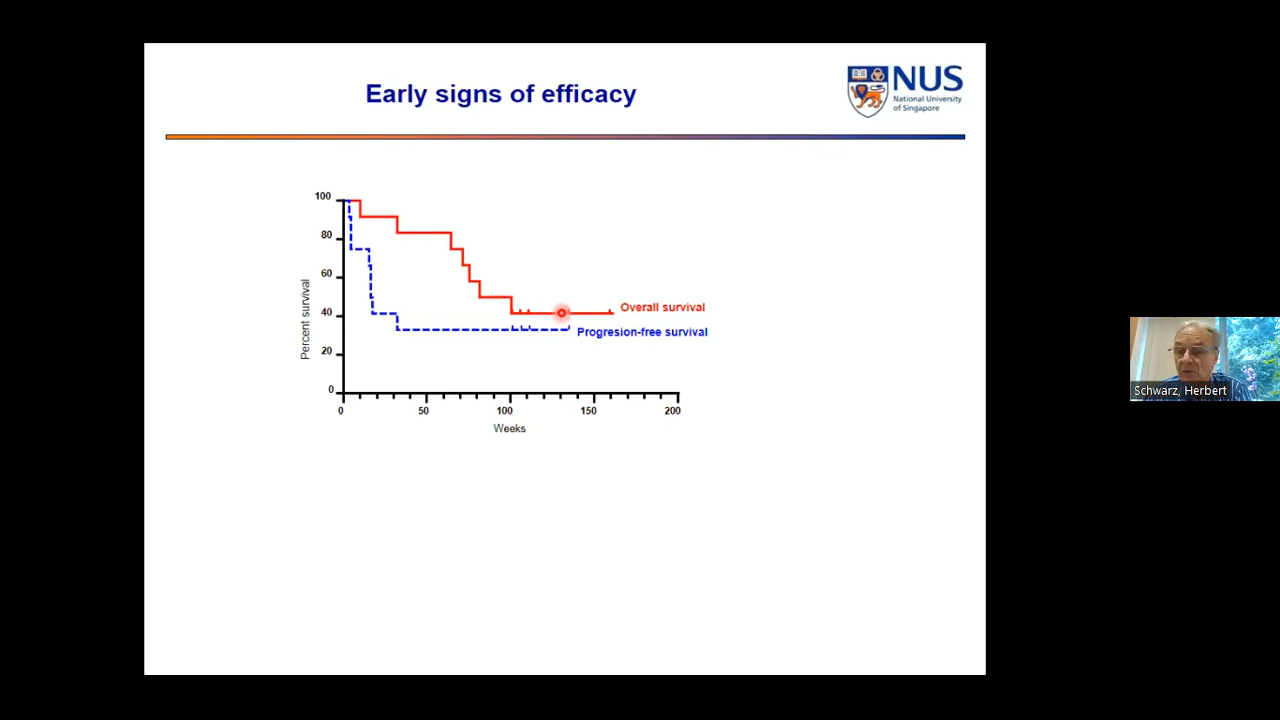 Early signs of efficacy
NUS
National University
of Singapore
100
80
60
40
20
0
Percent survival
Overall survival
Progresion-free survival
0
50
100
150
200
Weeks
Schwarz, Herbert